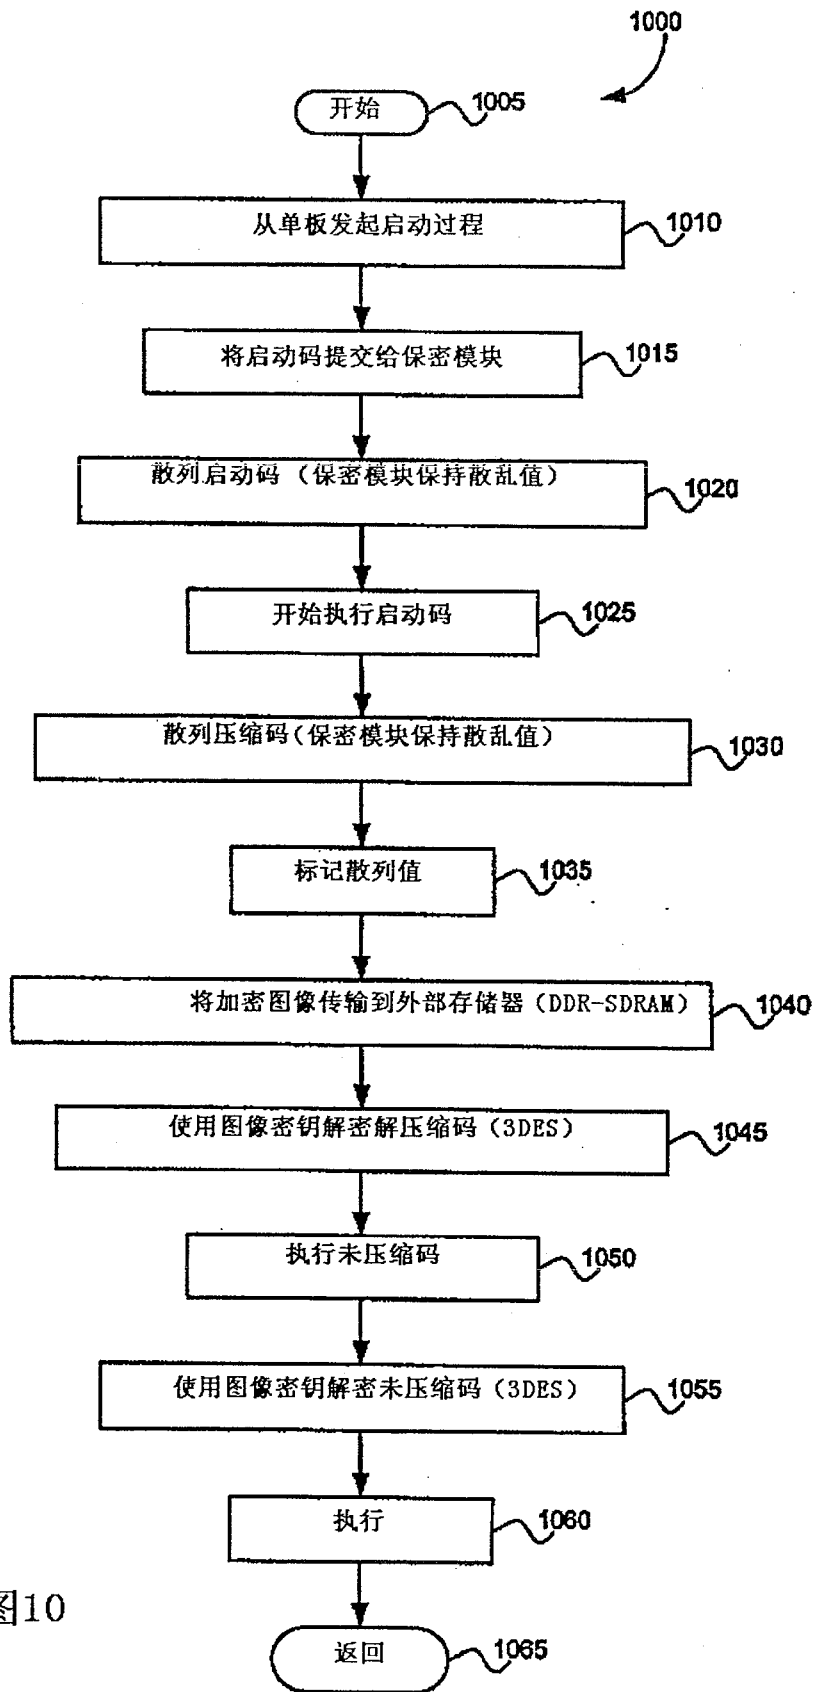 1000
开始
1005
从单板发起启动过程
1010
将启动码提交给保密模块
1015
散列启动码（保密模块保持散乱值）
1020
开始执行启动码
1025
散列压缩码（保密模块保持散乱值）
1030
标记散列值
1035
将加密图像传输到外部存储器（DDR-SDRAM）
1040
使用图像密钥解密解压缩码（3DES）
1045
执行未压缩码
1050
使用图像密钥解密未压缩码（3DES）
1055
执行
1060
图10
返回
1065